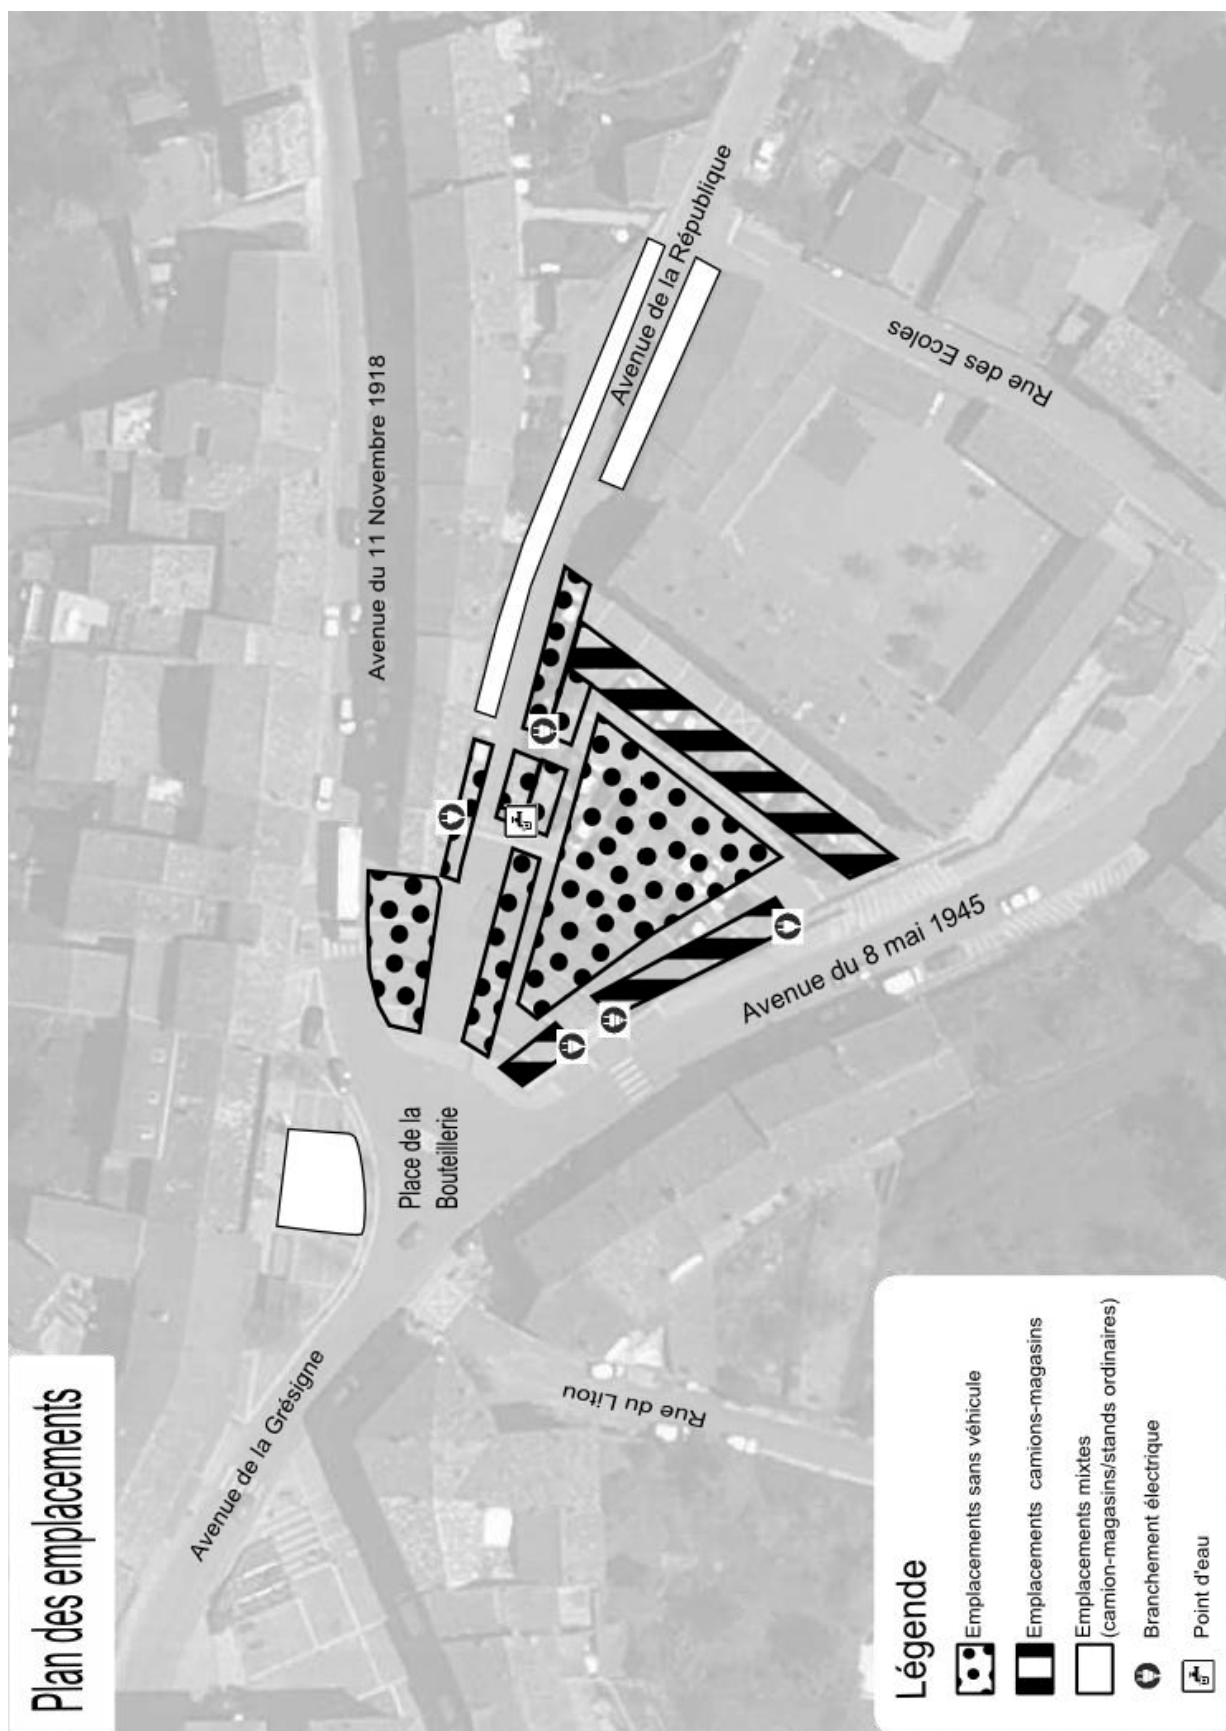 Plan des emplacements
Avenue de la Grésigne
Avenue du 11 Novembre 1918
Place de la
Bouteillerie
Avenue de la République
Rue des Ecoles
Avenue du 8 mai 1945
Rue du Litou
Légende
Emplacements sans véhicule
Emplacements camions-magasins
Emplacements mixtes
(camion-magasins/stands ordinaires)
Branchement électrique
Point d'eau